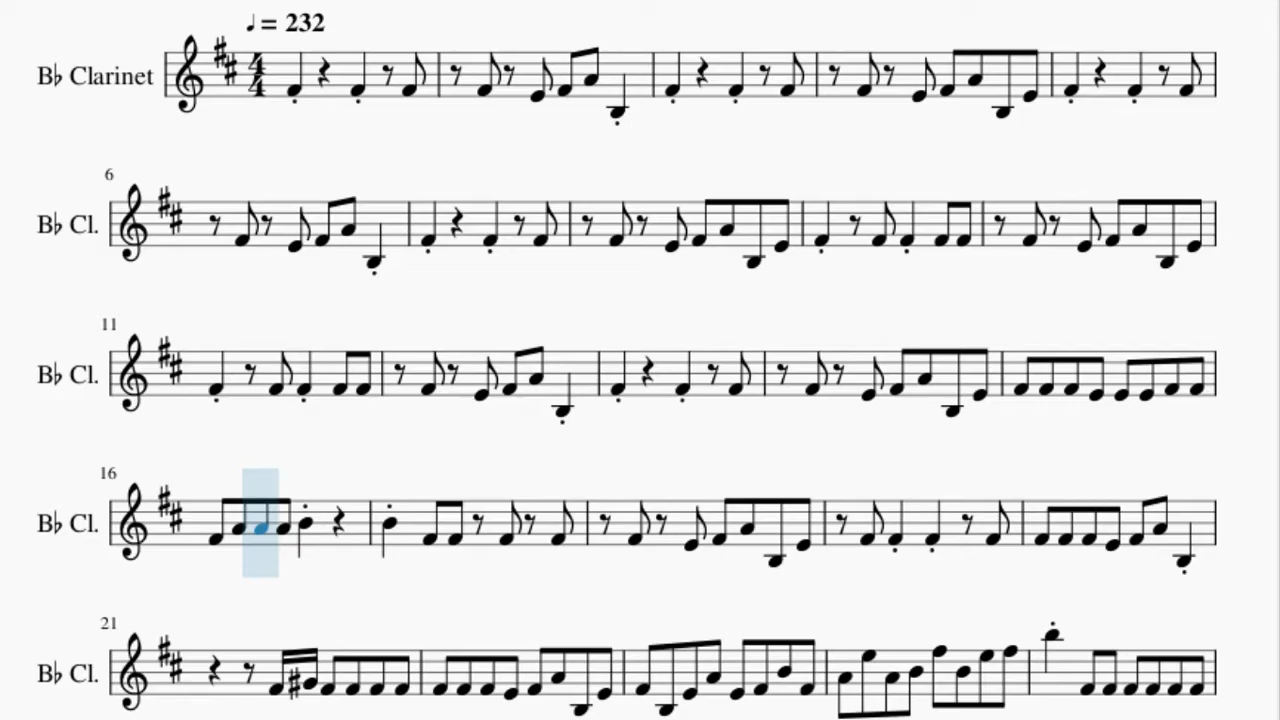 ♩ = 232
B♭ Clarinet
4
4
6
B♭ Cl.
11
B♭ Cl.
16
B♭ Cl.
21
B♭ Cl.